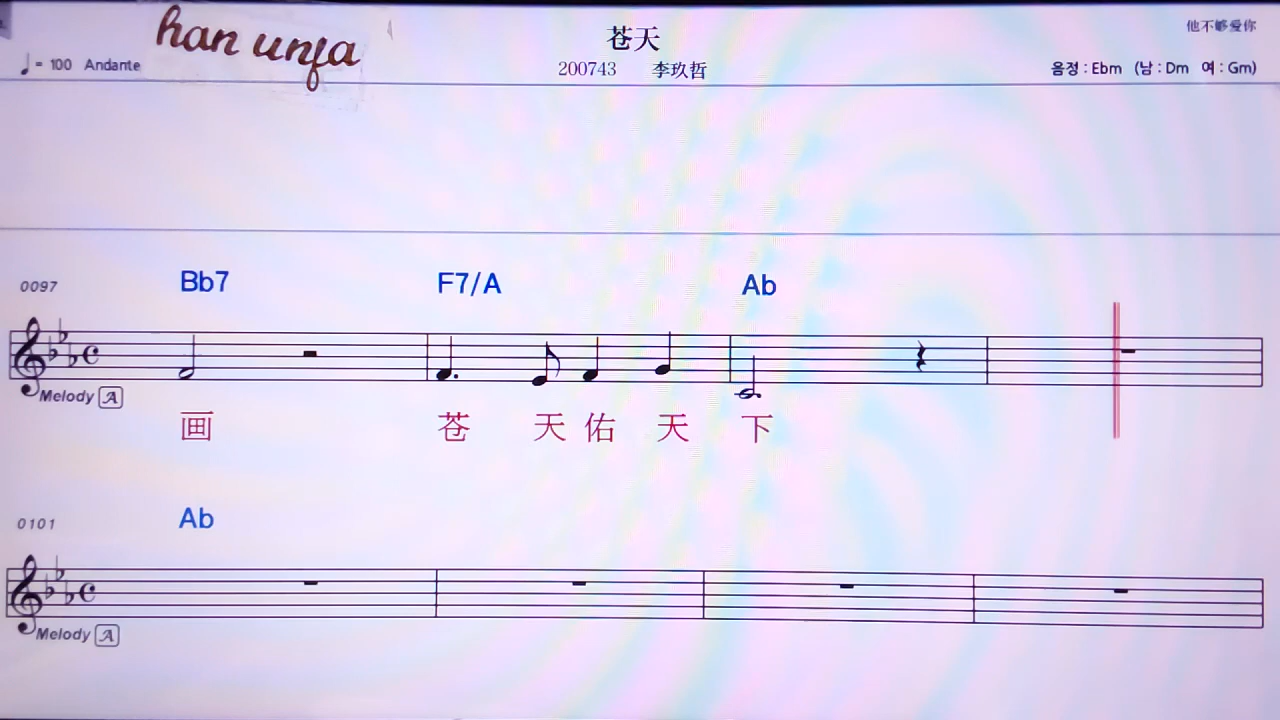 han unfa
苍天
他不够爱你
♩= 100 Andante
200743 李玖哲
음정 : Ebm (남 : Dm 여 : Gm)
0097 Bb7 F7/A Ab
Melody A
画 苍 天 佑 天 下
0101 Ab
Melody A